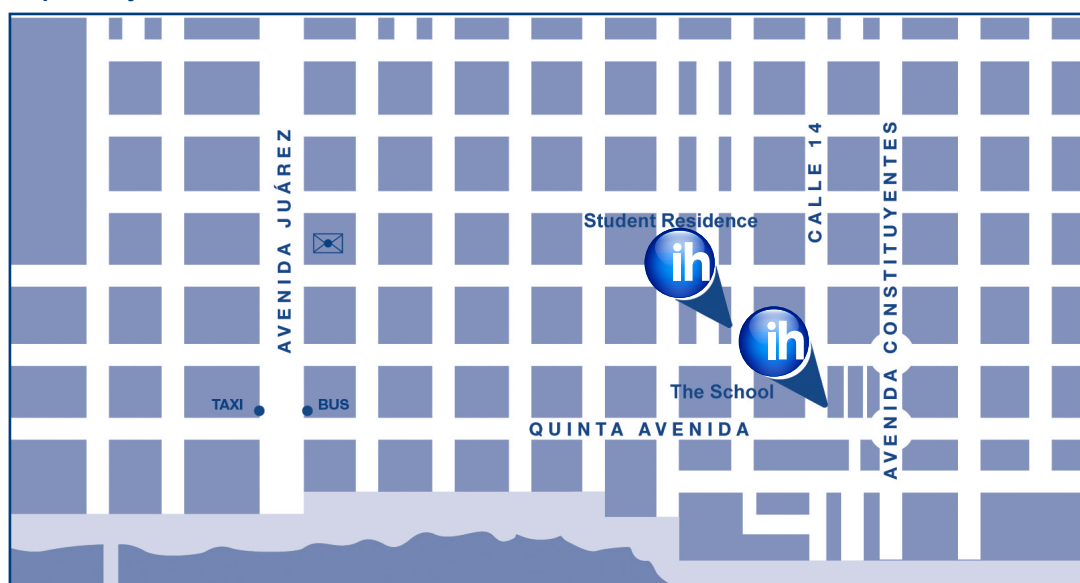 CALLE 14
AVENIDA CONSTITUYENTES
AVENIDA JUÁREZ
Student Residence
ih
ih
The School
TAXI
BUS
QUINTA AVENIDA